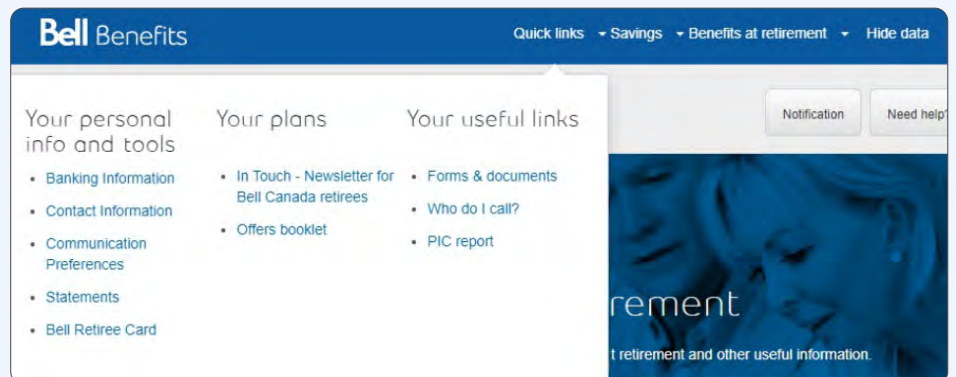 Bell Benefits
Quick links Savings Benefits at retirement Hide data
Notification
Need help?
Your personal
info and tools
• Banking Information
• Contact Information
• Communication
Preferences
• Statements
• Bell Retiree Card
Your plans
• In Touch - Newsletter for
Bell Canada retirees
• Offers booklet
Your useful links
• Forms & documents
• Who do I call?
• PIC report
rement
t retirement and other useful information.